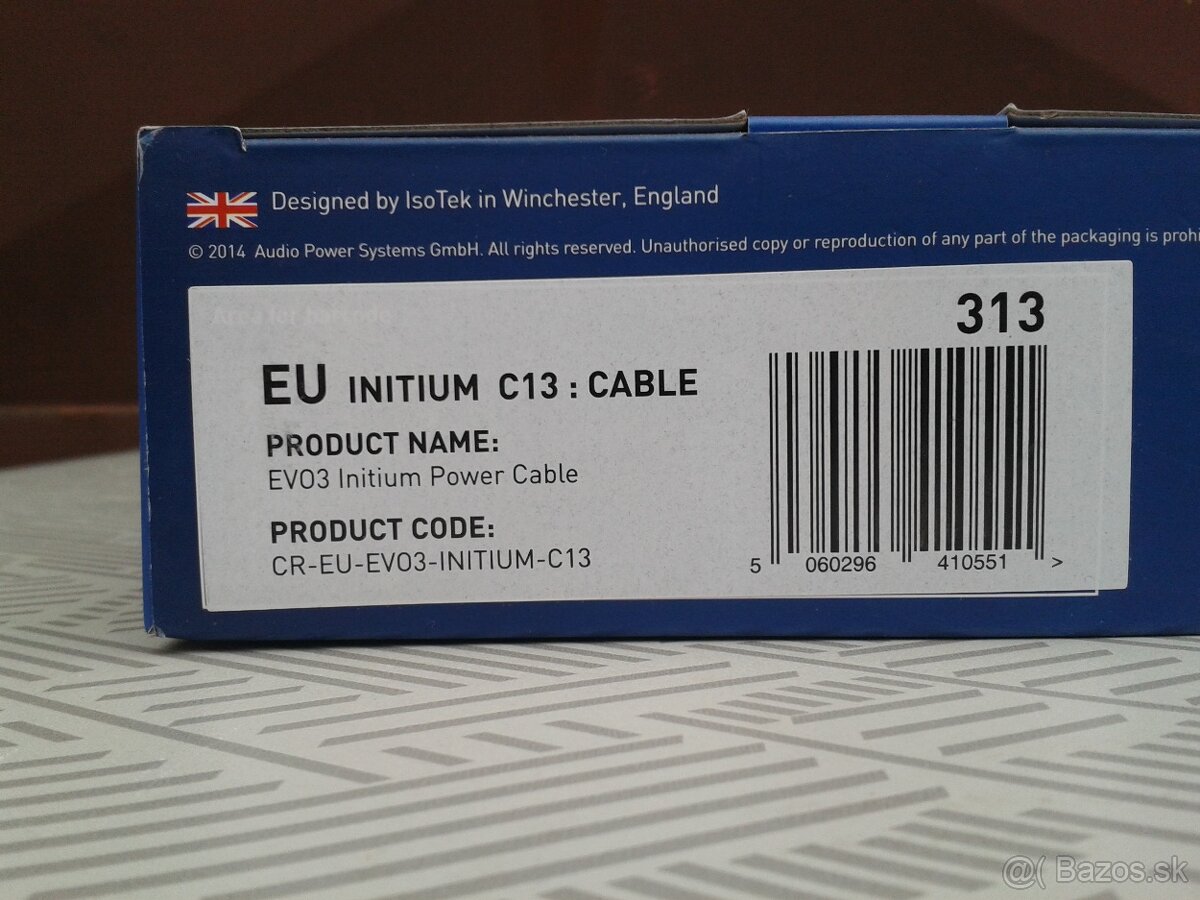 Designed by IsoTek in Winchester, England
© 2014 Audio Power Systems GmbH. All rights reserved. Unauthorised copy or reproduction of any part of the packaging is prohi
313
EU INITIUM C13 : CABLE
PRODUCT NAME:
EVO3 Initium Power Cable
PRODUCT CODE:
CR-EU-EVO3-INITIUM-C13
5 060296 410551 >
@( Bazos.sk